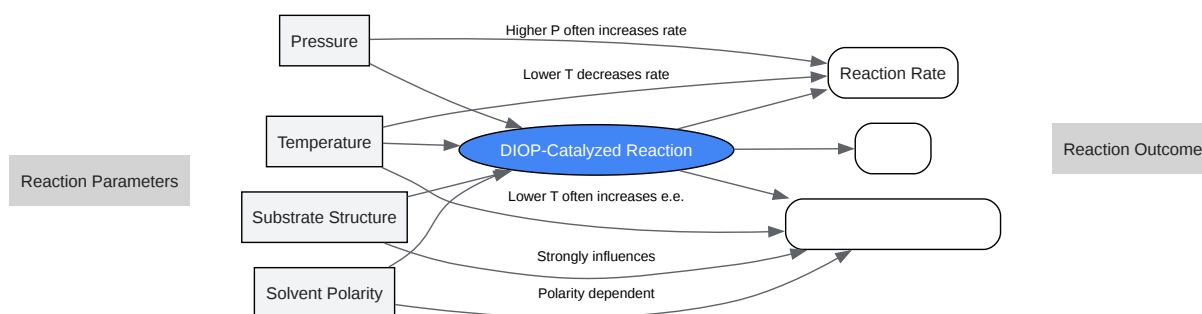 Pressure
Higher P often increases rate
Reaction Rate
Lower T decreases rate
Temperature
DIOP-Catalyzed Reaction
Reaction Outcome
Reaction Parameters
Lower T often increases e.e.
Substrate Structure
Strongly influences
Solvent Polarity
Polarity dependent